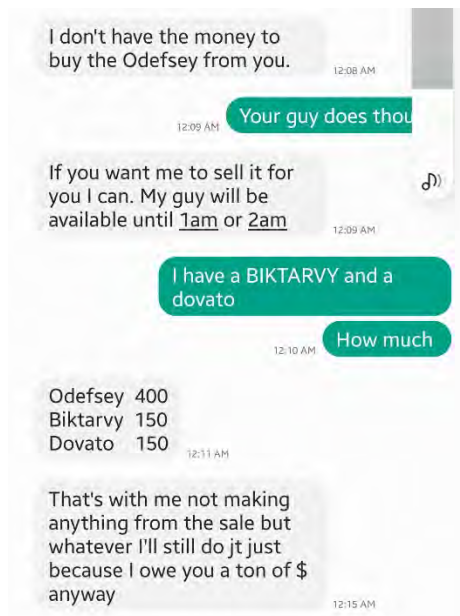 I don't have the money to
buy the Odefsey from you.
12:08 AM
Your guy does thou
12:09 AM
If you want me to sell it for
you I can. My guy will be
available until 1am or 2am
12:09 AM
I have a BIKTARVY and a
dovato
How much
12:10 AM
Odefsey 400
Biktarvy 150
Dovato 150
12:11 AM
That's with me not making
anything from the sale but
whatever I'll still do jt just
because I owe you a ton of $
anyway
12:15 AM